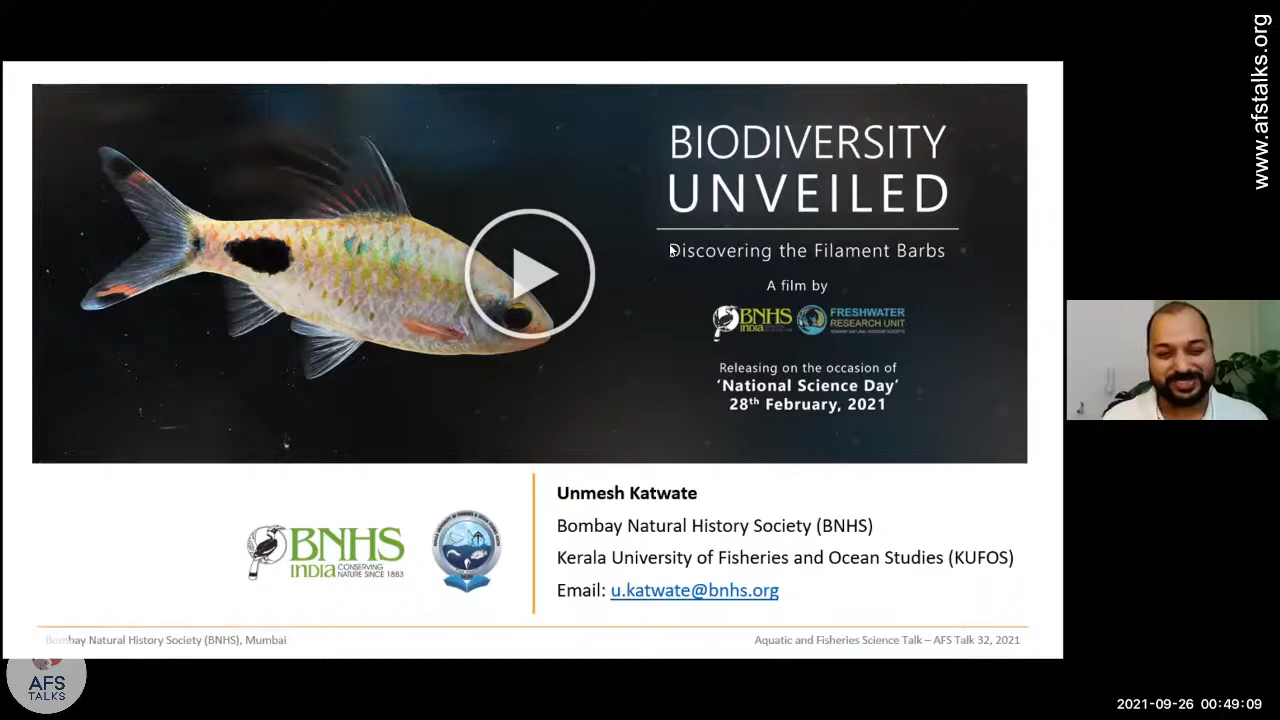 www.afstalks.org
BIODIVERSITY
UNVEILED
Discovering the Filament Barbs
A film by
BNHS
India
FRESHWATER
RESEARCH UNIT
Releasing on the occasion of
‘National Science Day’
28th February, 2021
Unmesh Katwate
Bombay Natural History Society (BNHS)
Kerala University of Fisheries and Ocean Studies (KUFOS)
Email: u.katwate@bnhs.org
BNHS
India
CONSERVING
NATURE SINCE 1883
Bombay Natural History Society (BNHS), Mumbai
Aquatic and Fisheries Science Talk – AFS Talk 32, 2021
AFS
TALKS
2021-09-26 00:49:09